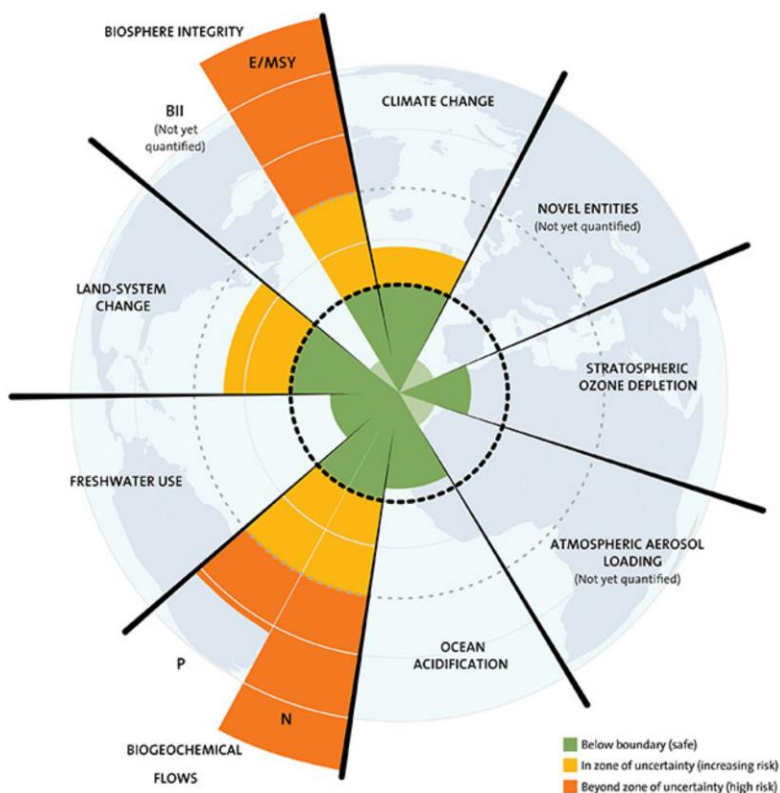 BIOSPHERE INTEGRITY
E/MSY
BII
(Not yet
quantified)
CLIMATE CHANGE
NOVEL ENTITIES
(Not yet quantified)
LAND-SYSTEM
CHANGE
STRATOSPHERIC
OZONE DEPLETION
FRESHWATER USE
ATMOSPHERIC AEROSOL
LOADING
(Not yet quantified)
OCEAN
ACIDIFICATION
P
N
BIOGEOCHEMICAL
FLOWS
Below boundary (safe)
In zone of uncertainty (increasing risk)
Beyond zone of uncertainty (high risk)